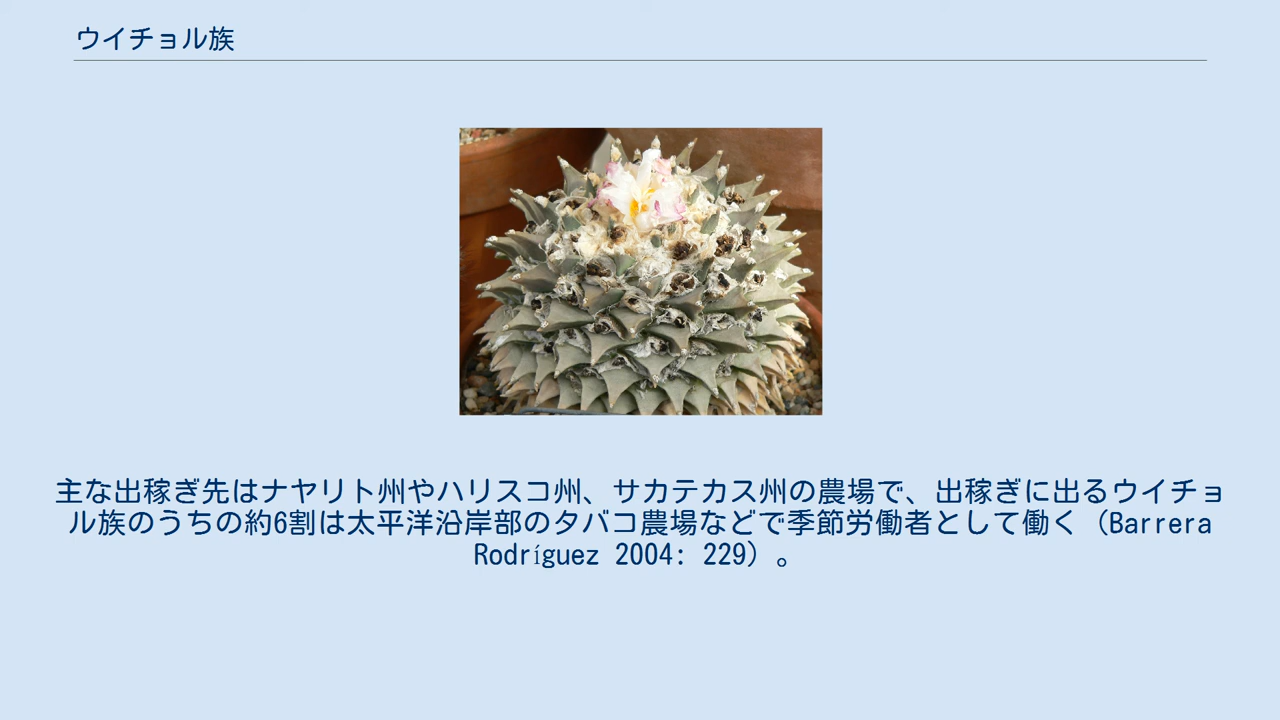 ウイチョル族
主な出稼ぎ先はナヤリト州やハリスコ州、サカテカス州の農場で、出稼ぎに出るウイチョ
ル族のうちの約6割は太平洋沿岸部のタバコ農場などで季節労働者として働く（Barrera
Rodríguez 2004: 229）。